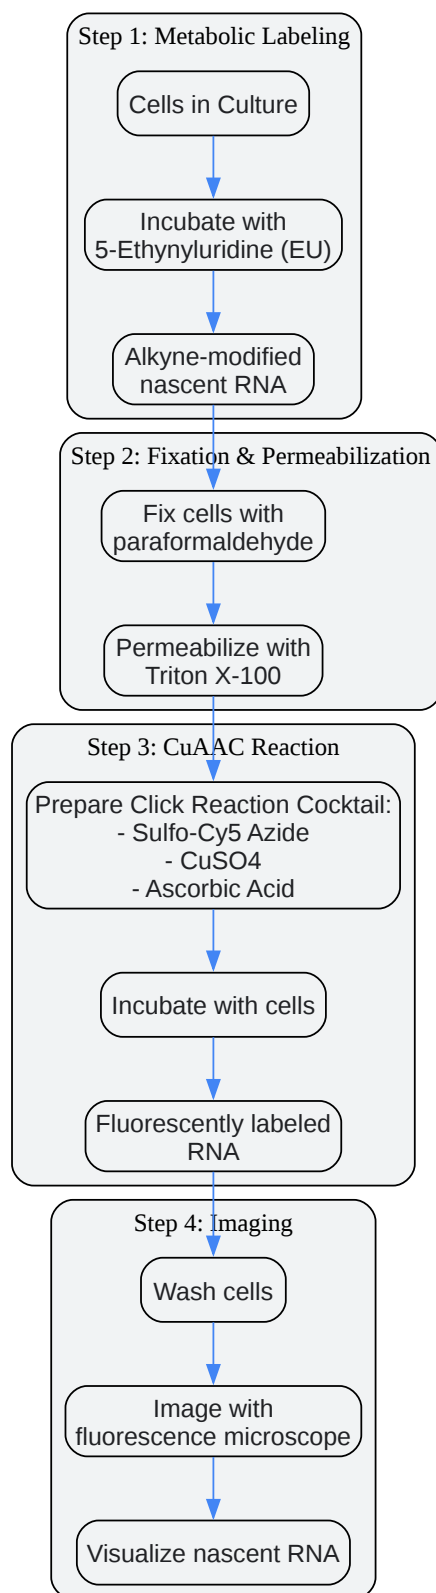 Step 1: Metabolic Labeling
Cells in Culture
Incubate with
5-Ethynyluridine (EU)
Alkyne-modified
nascent RNA
Step 2: Fixation & Permeabilization
Fix cells with
paraformaldehyde
Permeabilize with
Triton X-100
Step 3: CuAAC Reaction
Prepare Click Reaction Cocktail:
- Sulfo-Cy5 Azide
- CuSO4
- Ascorbic Acid
Incubate with cells
Fluorescently labeled
RNA
Step 4: Imaging
Wash cells
Image with
fluorescence microscope
Visualize nascent RNA